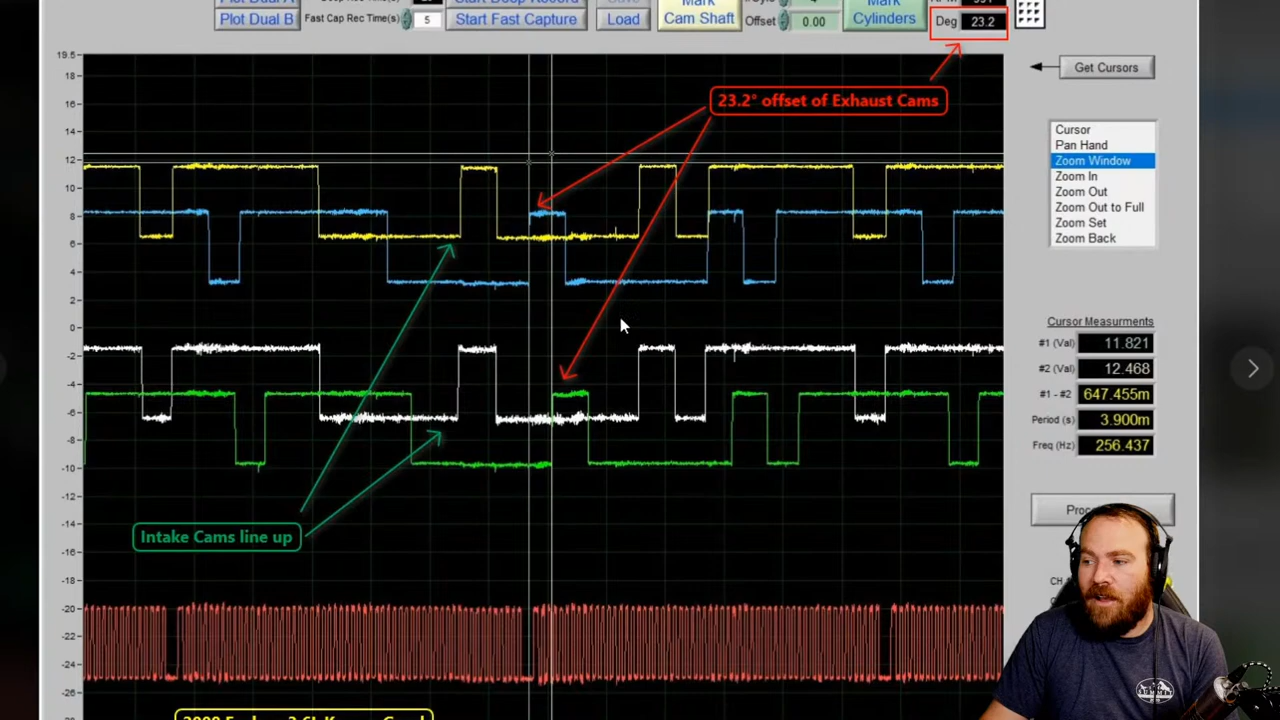 Plot Dual A
Plot Dual B
Fast Cap Rec Time(s)
5
Start Fast Capture
Load
Mark
Cam Shaft
Offset
0.00
Mark
Cylinders
Deg
23.2
Get Cursors
Cursor
Pan Hand
Zoom Window
Zoom In
Zoom Out
Zoom Out to Full
Zoom Set
Zoom Back
23.2° offset of Exhaust Cams
Intake Cams line up
19.5
18
16
14
12
10
8
6
4
2
0
-2
-4
-6
-8
-10
-12
-14
-16
-18
-20
-22
-24
-26
Cursor Measurments
#1 (Val) 11.821
#2 (Val) 12.468
#1 - #2 647.455m
Period (s) 3.900m
Freq (Hz) 256.437
CH